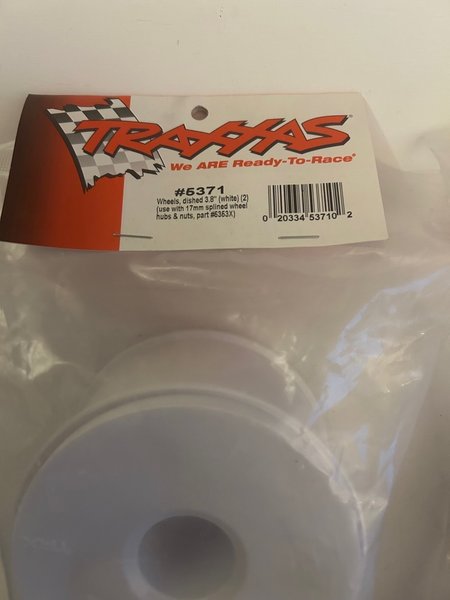 TRAXXAS
We ARE Ready-To-Race®
#5371
Wheels, dished 3.8" (white) (2)
(use with 17mm splined wheel
hubs & nuts, part #5353X)
0 20334 53710 2